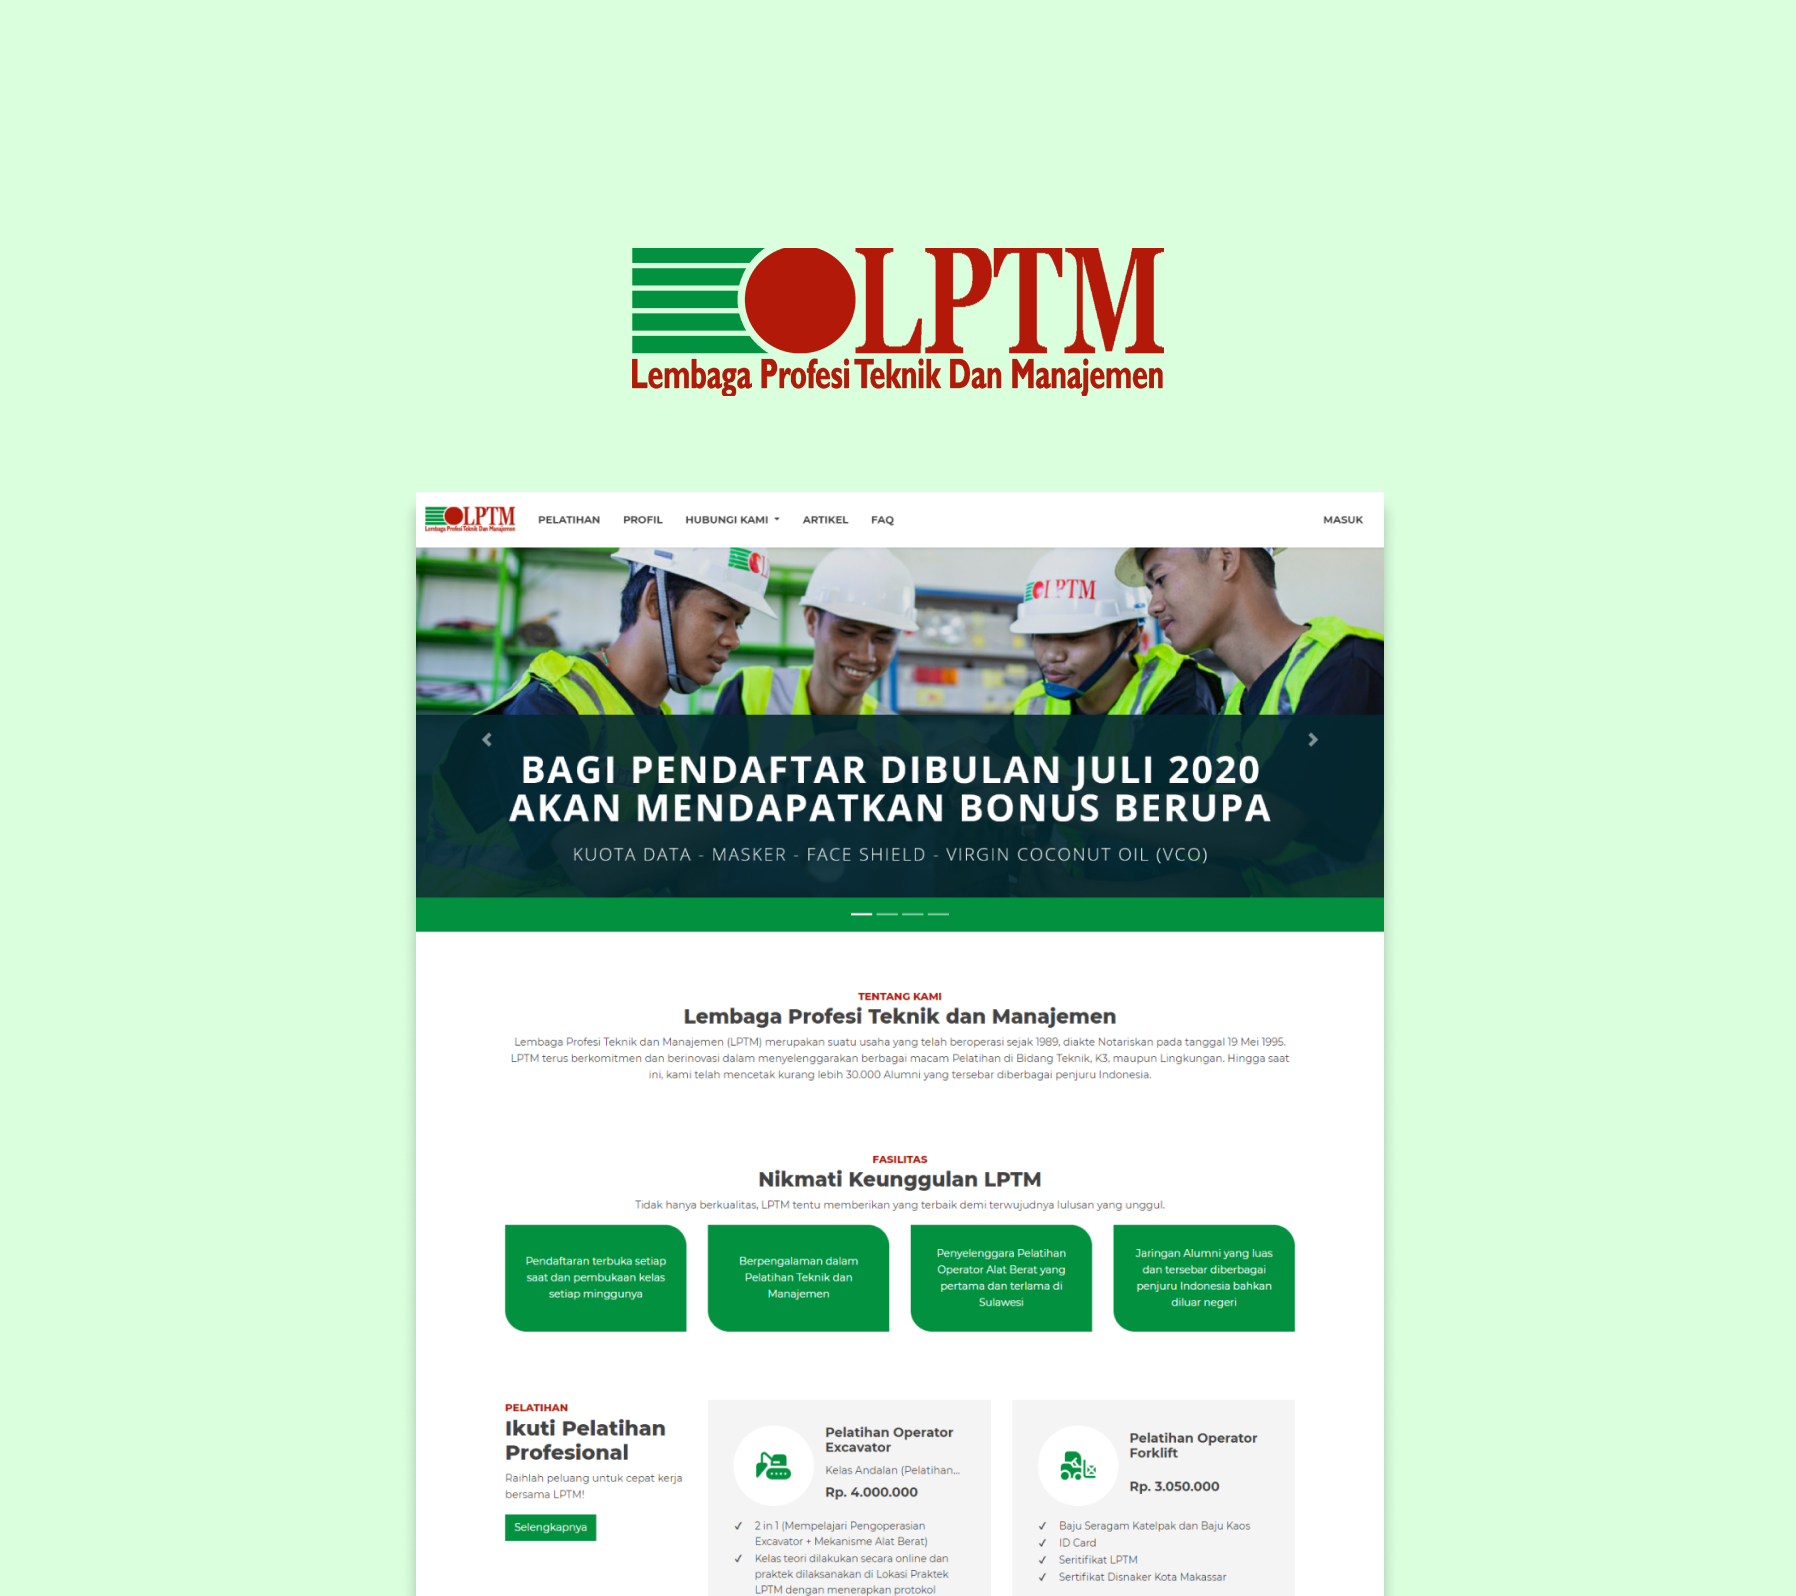 LPTM
Lembaga Profesi Teknik Dan Manajemen
LPTM
Lembaga Profesi Teknik Dan Manajemen
PELATIHAN
PROFIL
HUBUNGI KAMI
ARTIKEL
FAQ
MASUK
LPTM
BAGI PENDAFTAR DIBULAN JULI 2020
AKAN MENDAPATKAN BONUS BERUPA
KUOTA DATA - MASKER - FACE SHIELD - VIRGIN COCONUT OIL (VCO)
TENTANG KAMI
Lembaga Profesi Teknik dan Manajemen
Lembaga Profesi Teknik dan Manajemen (LPTM) merupakan suatu usaha yang telah beroperasi sejak 1989, diakte Notariskan pada tanggal 19 Mei 1995.
LPTM terus berkomitmen dan berinovasi dalam menyelenggarakan berbagai macam Pelatihan di Bidang Teknik, K3, maupun Lingkungan. Hingga saat
ini, kami telah mencetak kurang lebih 30.000 Alumni yang tersebar diberbagai penjuru Indonesia.
FASILITAS
Nikmati Keunggulan LPTM
Tidak hanya berkualitas, LPTM tentu memberikan yang terbaik demi terwujudnya lulusan yang unggul.
Pendaftaran terbuka setiap
saat dan pembukaan kelas
setiap minggunya
Berpengalaman dalam
Pelatihan Teknik dan
Manajemen
Penyelenggara Pelatihan
Operator Alat Berat yang
pertama dan terlama di
Sulawesi
Jaringan Alumni yang luas
dan tersebar diberbagai
penjuru Indonesia bahkan
diluar negeri
PELATIHAN
Ikuti Pelatihan
Profesional
Raihlah peluang untuk cepat kerja
bersama LPTM!
Selengkapnya
Pelatihan Operator
Excavator
Kelas Andalan (Pelatihan...
Rp. 4.000.000
2 in 1 (Mempelajari Pengoperasian
Excavator + Mekanisme Alat Berat)
Kelas teori dilakukan secara online dan
praktek dilaksanakan di Lokasi Praktek
LPTM dengan menerapkan protokol
Pelatihan Operator
Forklift
Rp. 3.050.000
Baju Seragam Katelpak dan Baju Kaos
ID Card
Seritifikat LPTM
Sertifikat Disnaker Kota Makassar